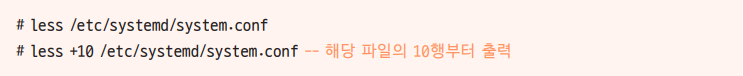 # less /etc/systemd/system.conf
# less +10 /etc/systemd/system.conf -- 해당 파일의 10행부터 출력